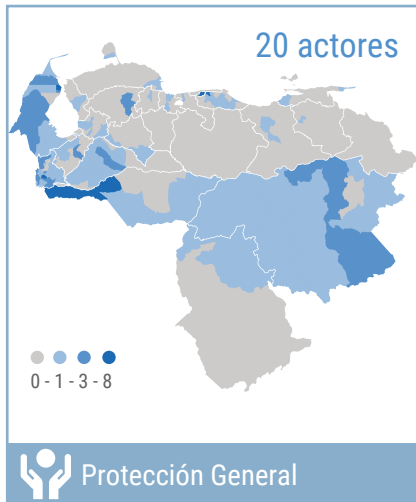 20 actores
0 - 1 - 3 - 8
Protección General